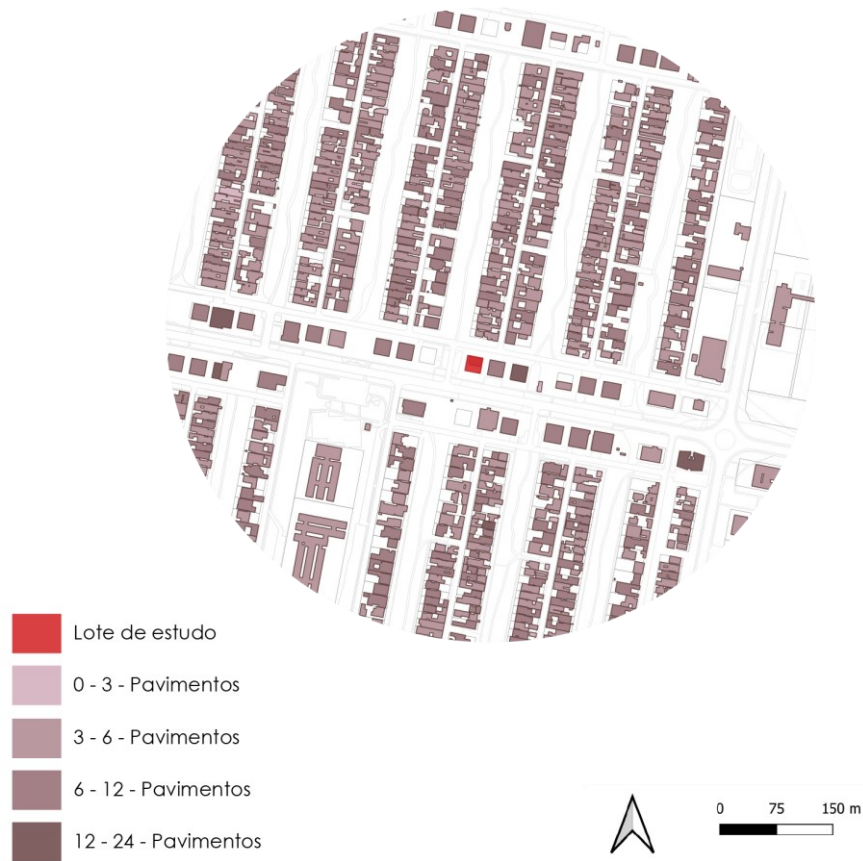 Lote de estudo
0 - 3 - Pavimentos
3 - 6 - Pavimentos
6 - 12 - Pavimentos
12 - 24 - Pavimentos
0 75 150 m